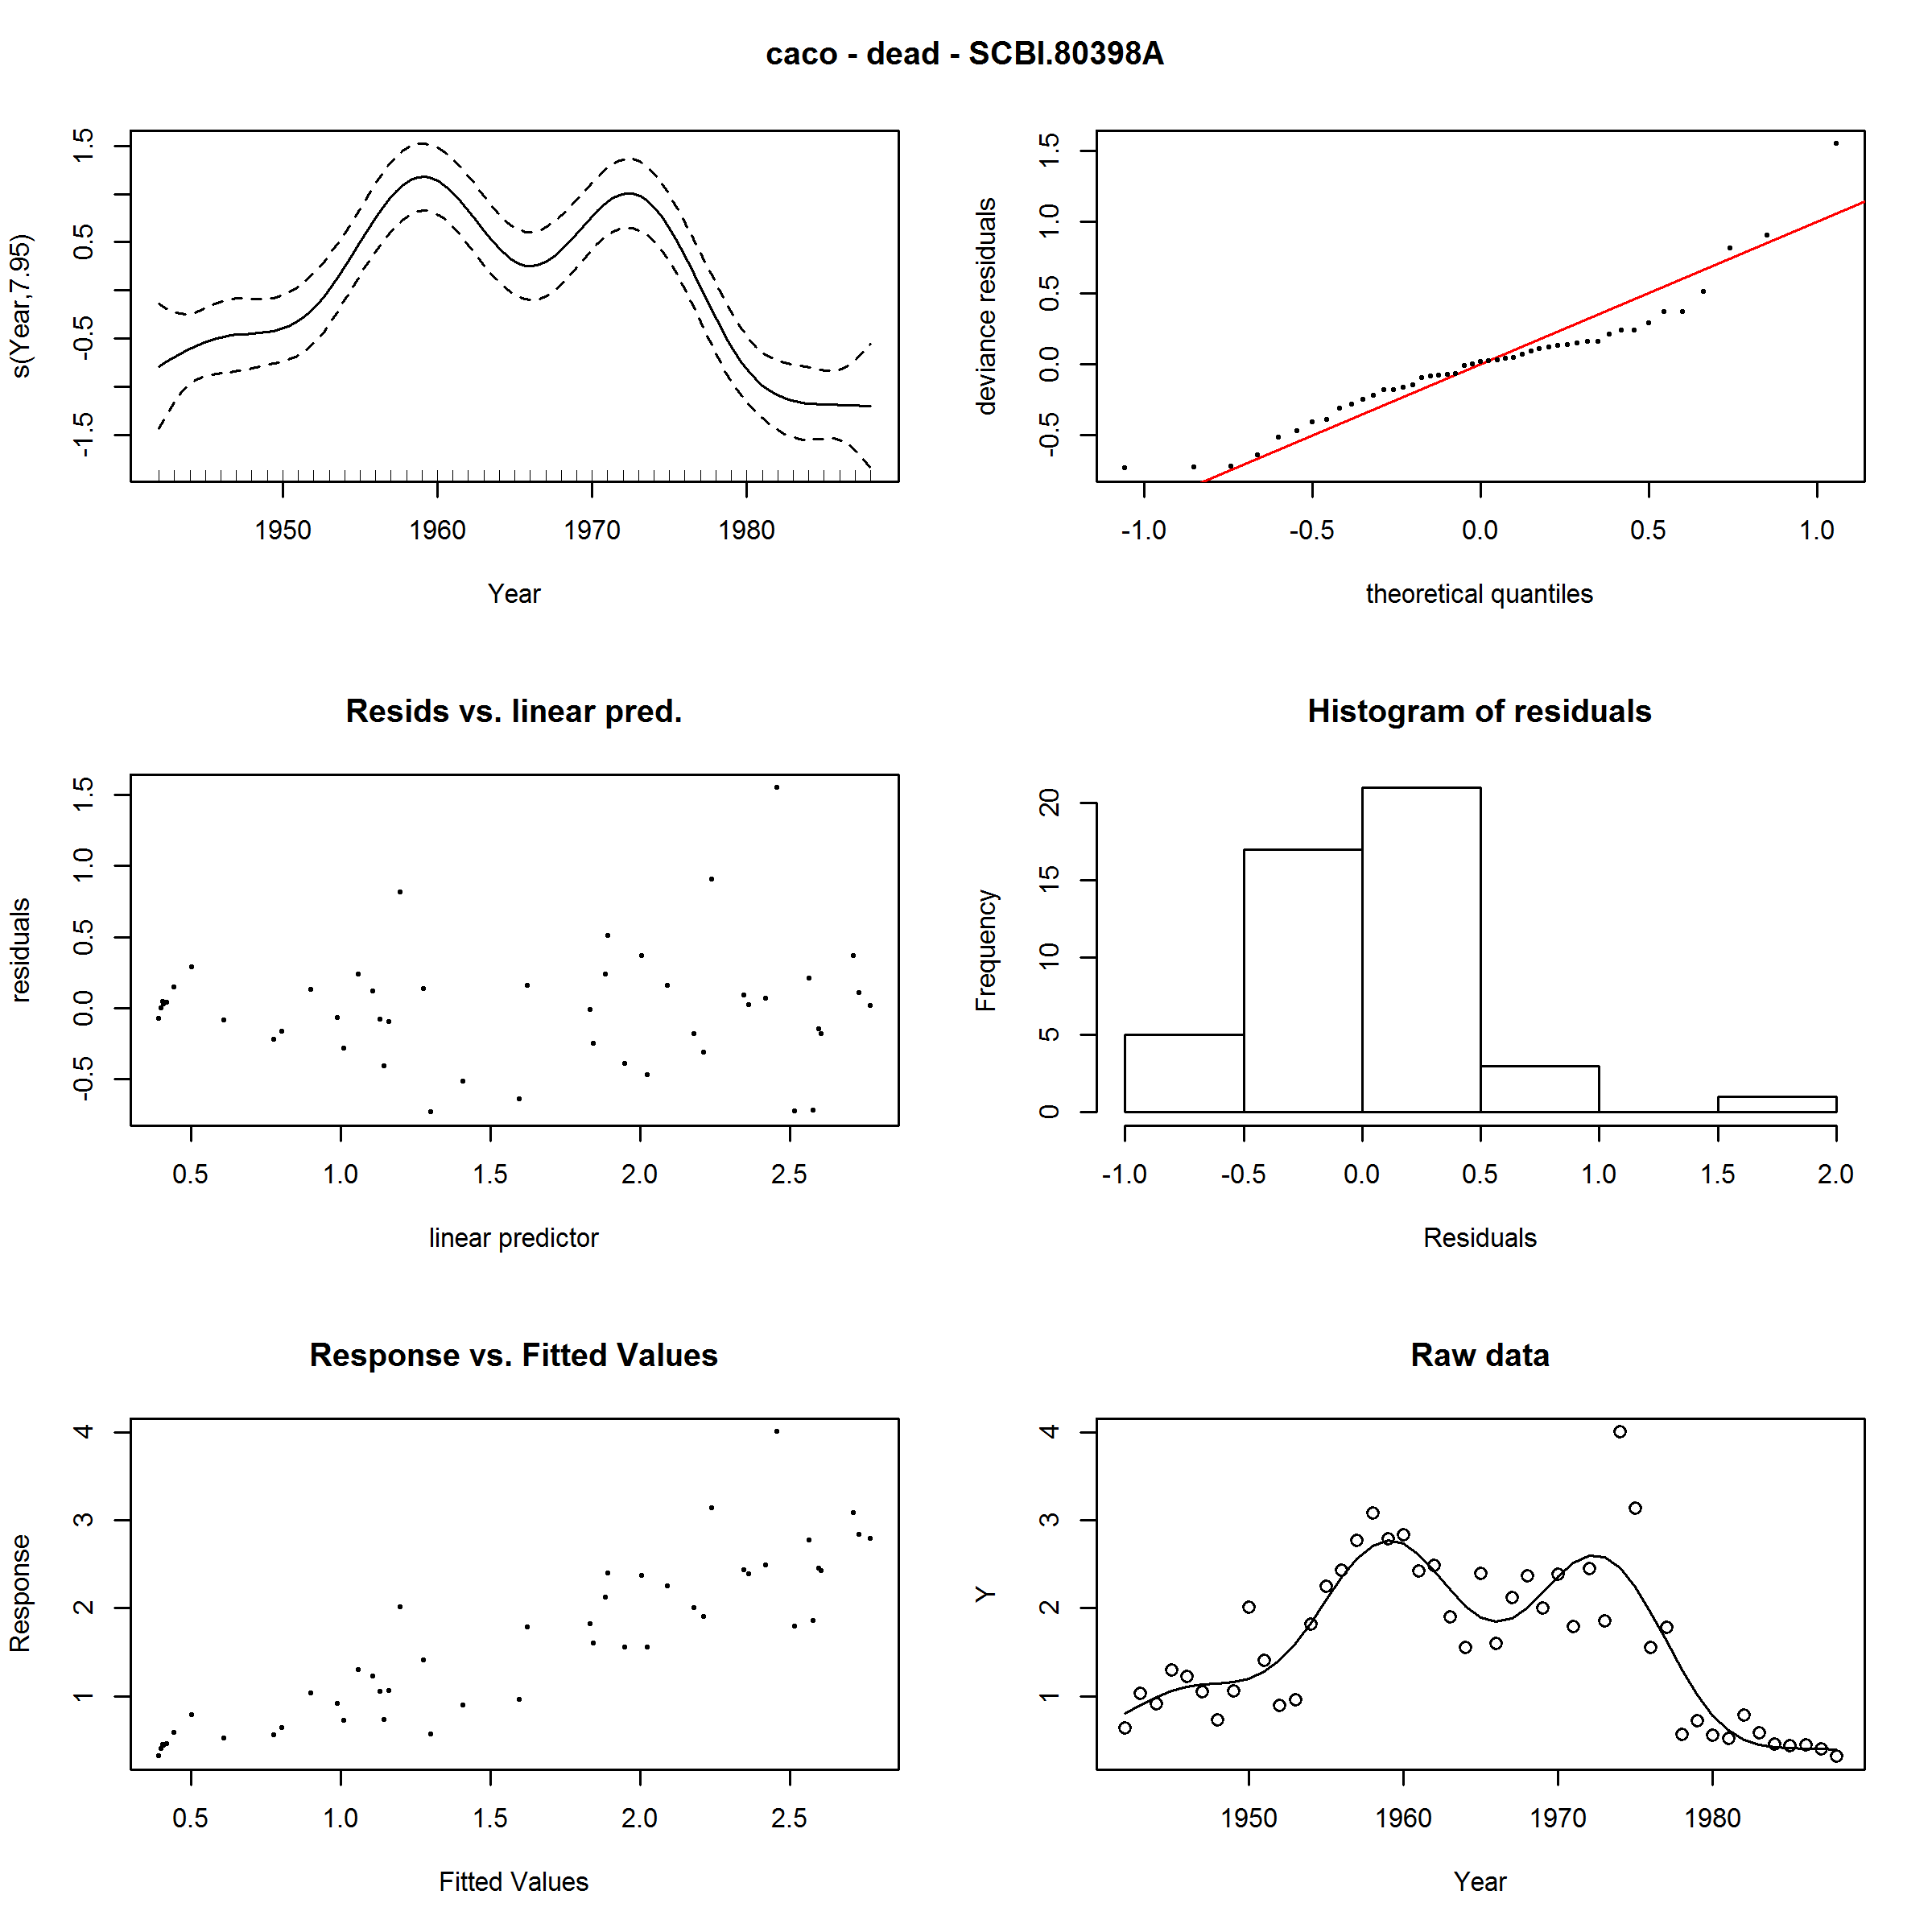 caco - dead - SCBI.80398A
s(Year,7.95)
-1.5 -0.5 0.5 1.5
1950 1960 1970 1980
Year
deviance residuals
-0.5 0.0 0.5 1.0 1.5
-1.0 -0.5 0.0 0.5 1.0
theoretical quantiles
Resids vs. linear pred.
residuals
-0.5 0.0 0.5 1.0 1.5
0.5 1.0 1.5 2.0 2.5
linear predictor
Histogram of residuals
Frequency
0 5 10 15 20
-1.0 -0.5 0.0 0.5 1.0 1.5 2.0
Residuals
Response vs. Fitted Values
Response
1 2 3 4
0.5 1.0 1.5 2.0 2.5
Fitted Values
Raw data
Y
1 2 3 4
1950 1960 1970 1980
Year